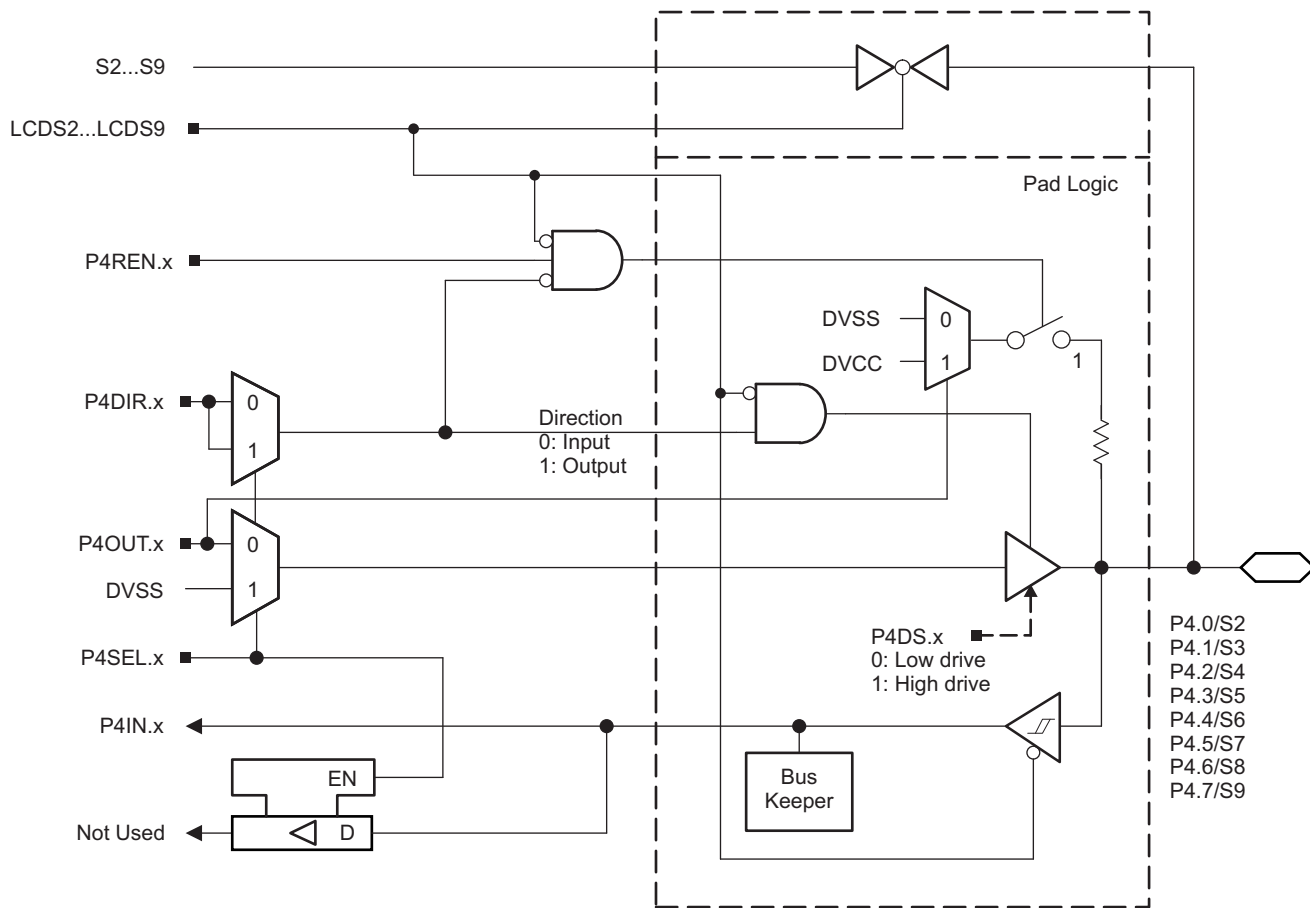 S2...S9
LCDS2...LCDS9
Pad Logic
P4REN.x
DVSS
0
DVCC
1
1
P4DIR.x
0
1
Direction
0: Input
1: Output
P4OUT.x
0
DVSS
1
P4DS.x
0: Low drive
1: High drive
P4SEL.x
P4IN.x
EN
D
Not Used
Bus
Keeper
P4.0/S2
P4.1/S3
P4.2/S4
P4.3/S5
P4.4/S6
P4.5/S7
P4.6/S8
P4.7/S9